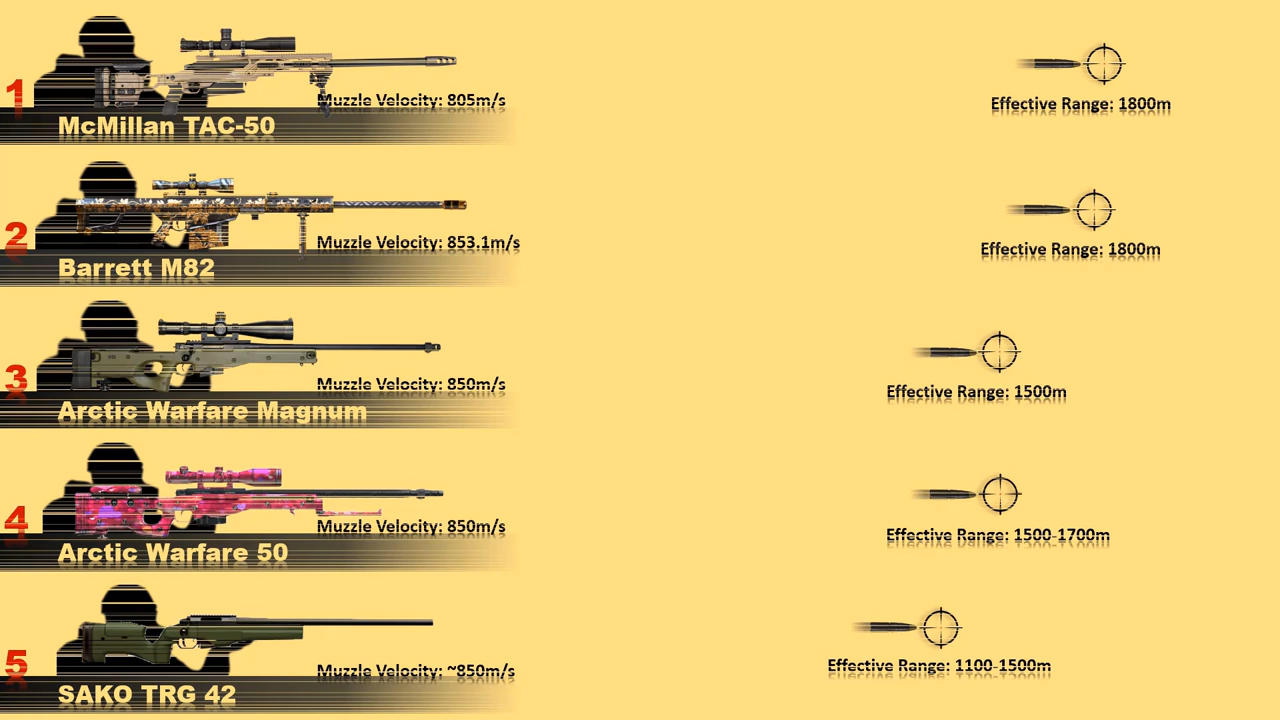 1
Muzzle Velocity: 805m/s
Effective Range: 1800m
McMillan TAC-50
2
Muzzle Velocity: 853.1m/s
Effective Range: 1800m
Barrett M82
3
Muzzle Velocity: 850m/s
Effective Range: 1500m
Arctic Warfare Magnum
4
Muzzle Velocity: 850m/s
Effective Range: 1500-1700m
Arctic Warfare 50
5
Muzzle Velocity: ~850m/s
Effective Range: 1100-1500m
SAKO TRG 42